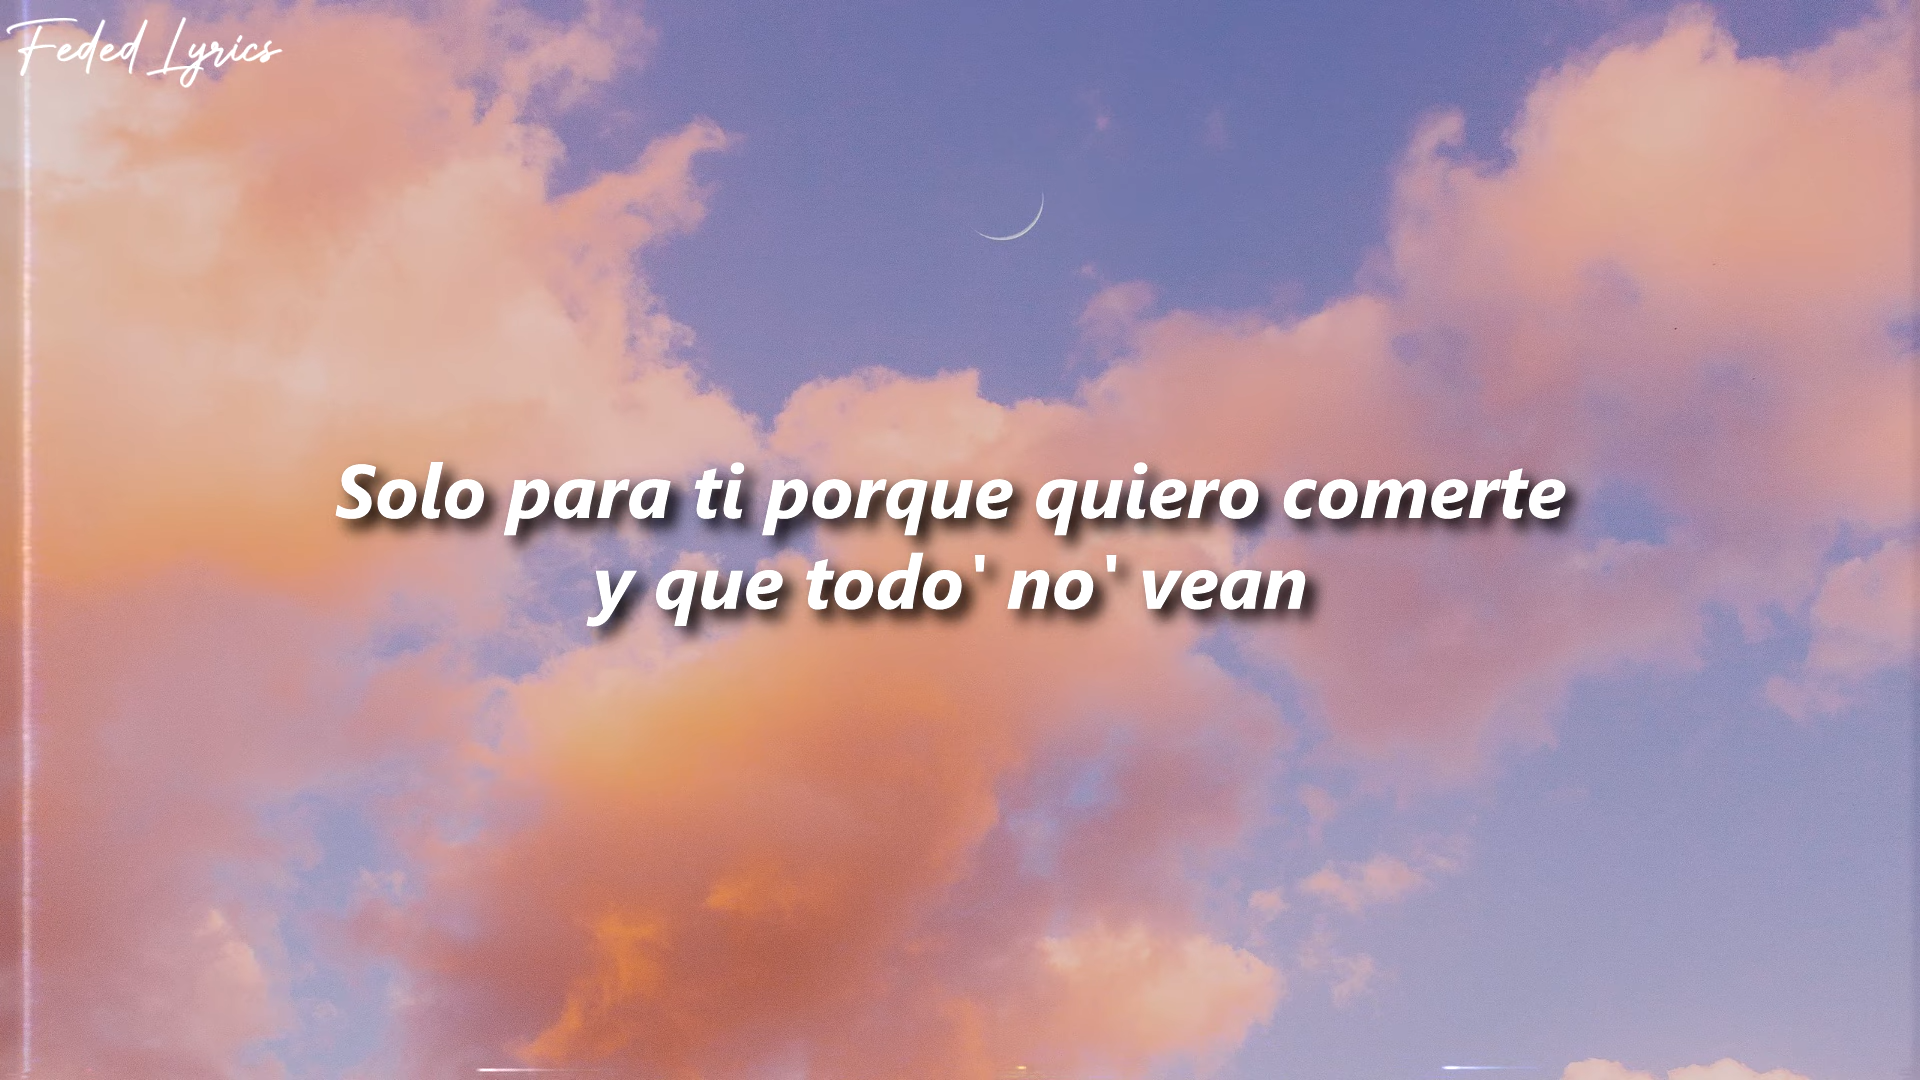 Feded Lyrics
Solo para ti porque quiero comerte
y que todo' no' vean